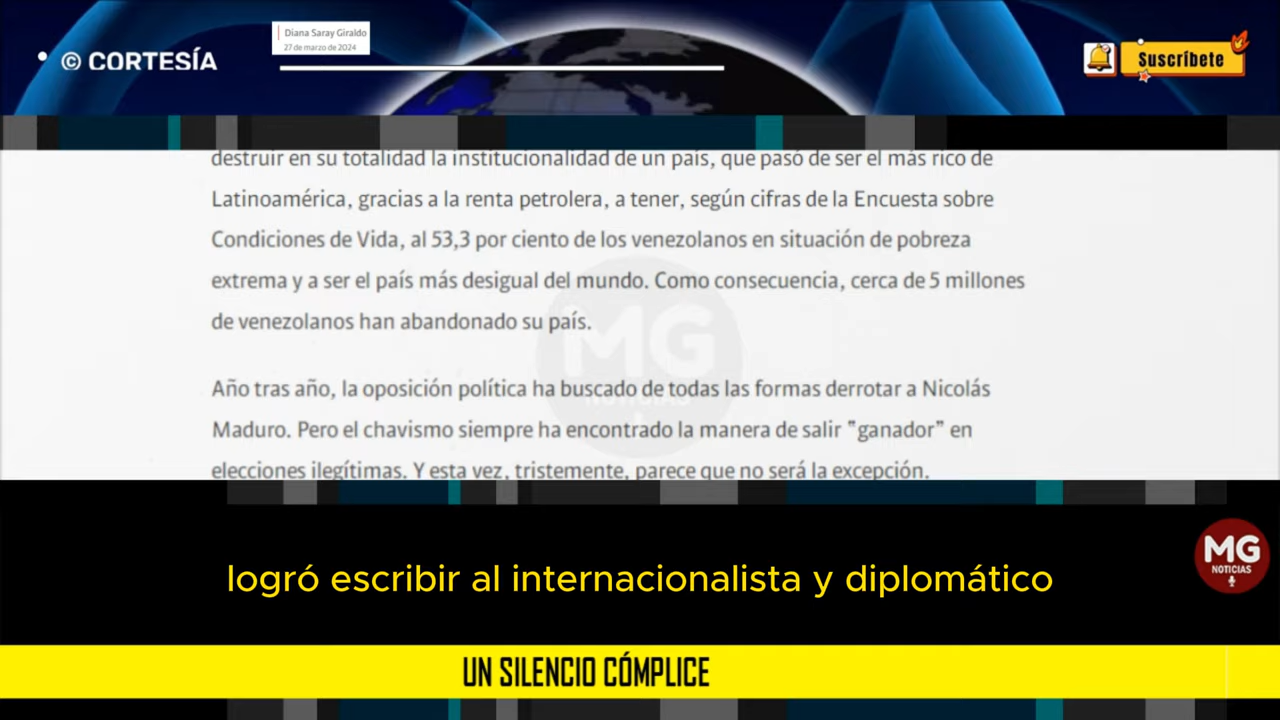 © CORTESÍA
Diana Saray Giraldo
27 de marzo de 2024
Suscríbete
destruir en su totalidad la institucionalidad de un país, que pasó de ser el más rico de
Latinoamérica, gracias a la renta petrolera, a tener, según cifras de la Encuesta sobre
Condiciones de Vida, al 53,3 por ciento de los venezolanos en situación de pobreza
extrema y a ser el país más desigual del mundo. Como consecuencia, cerca de 5 millones
de venezolanos han abandonado su país.
Año tras año, la oposición política ha buscado de todas las formas derrotar a Nicolás
Maduro. Pero el chavismo siempre ha encontrado la manera de salir "ganador" en
elecciones ilegítimas. Y esta vez, tristemente, parece que no será la excepción.
MG
NOTICIAS
logró escribir al internacionalista y diplomático
MG
NOTICIAS
UN SILENCIO CÓMPLICE